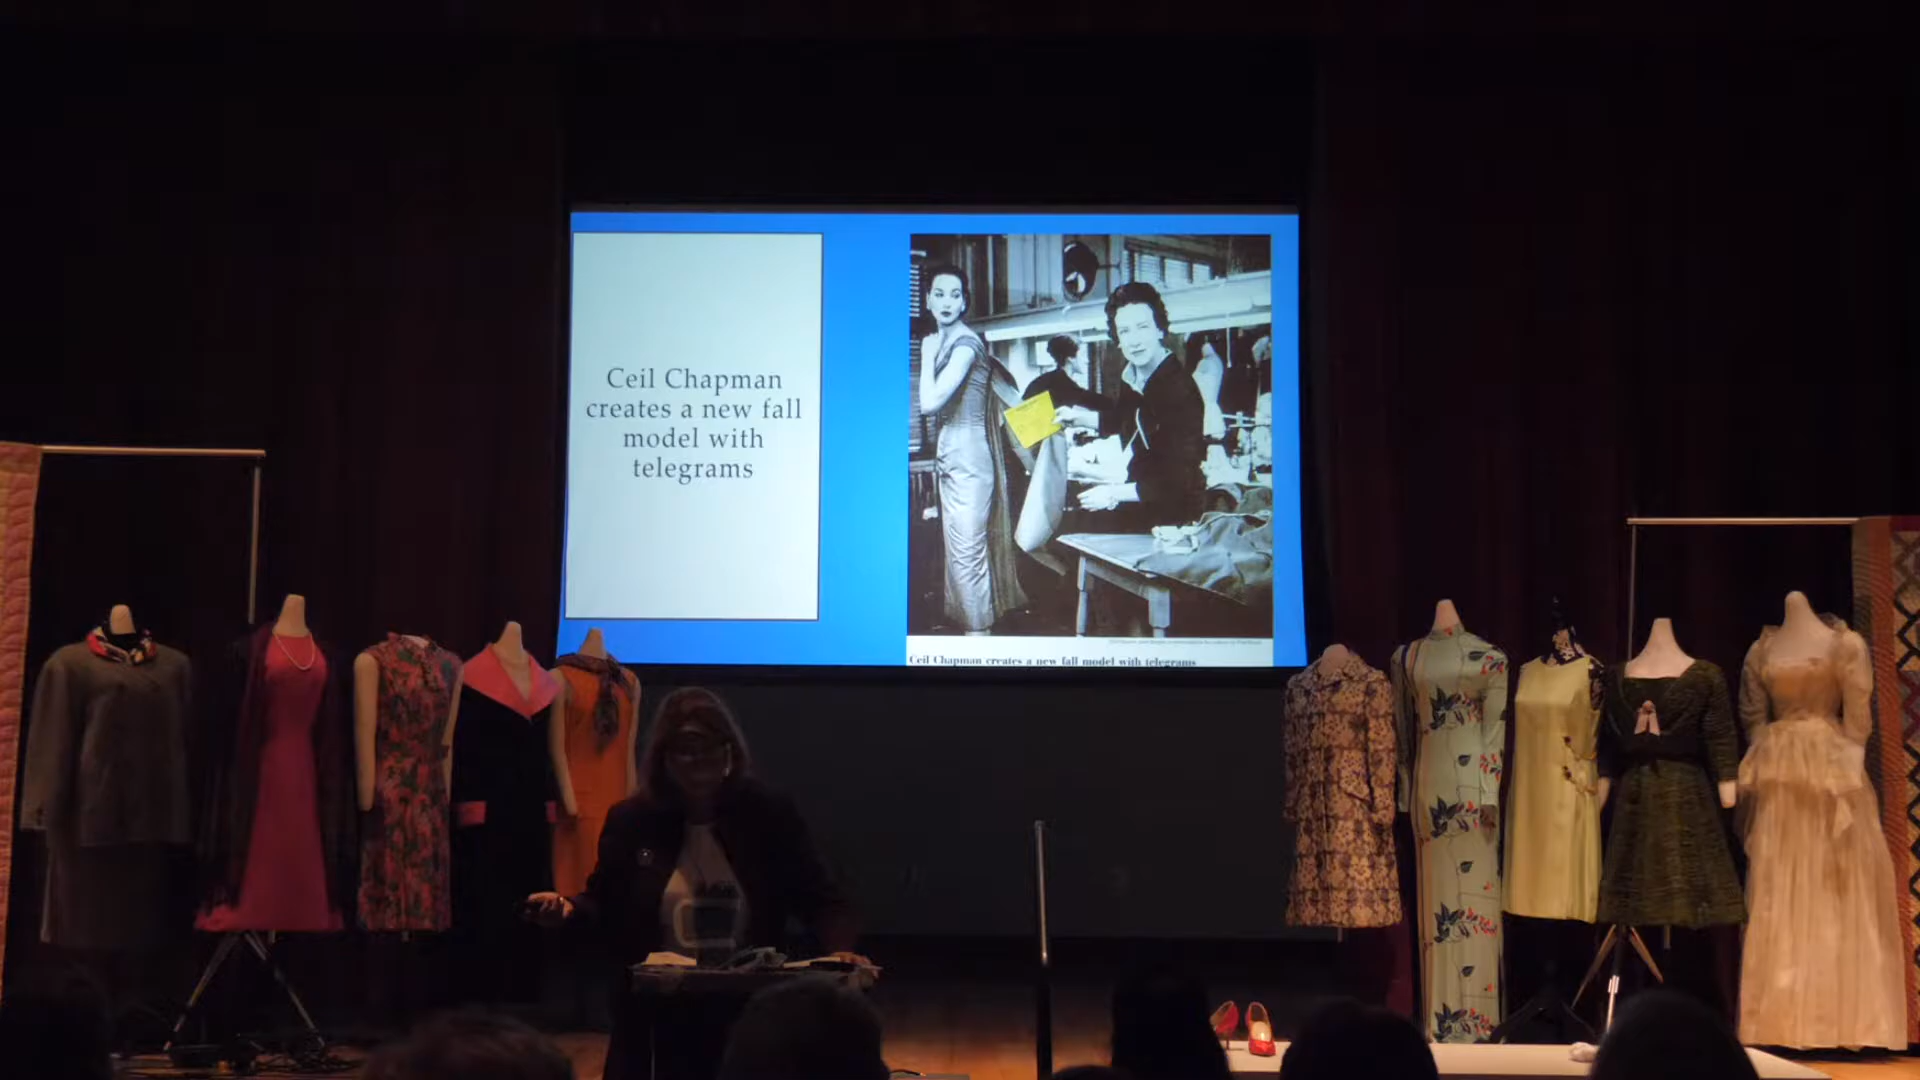 Ceil Chapman
creates a new fall
model with
telegrams
Ceil Chapman creates a new fall model with telegrams